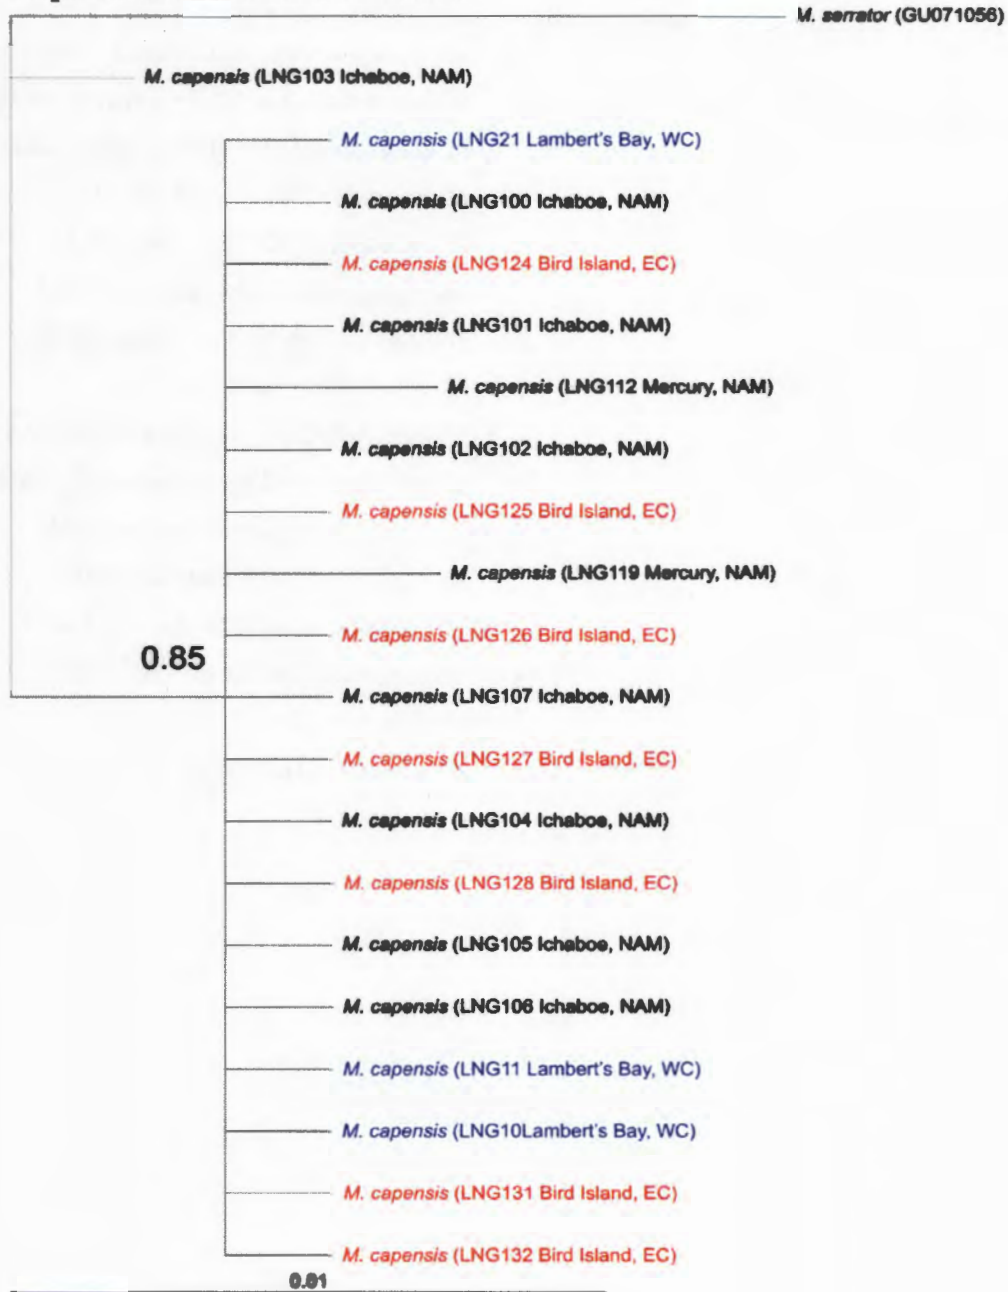 M. serrator (GU071056)
M. capensis (LNG103 Ichaboe, NAM)
M. capensis (LNG21 Lambert's Bay, WC)
M. capensis (LNG100 Ichaboe, NAM)
M. capensis (LNG124 Bird Island, EC)
M. capensis (LNG101 Ichaboe, NAM)
M. capensis (LNG112 Mercury, NAM)
M. capensis (LNG102 Ichaboe, NAM)
M. capensis (LNG125 Bird Island, EC)
M. capensis (LNG119 Mercury, NAM)
M. capensis (LNG126 Bird Island, EC)
0.85
M. capensis (LNG107 Ichaboe, NAM)
M. capensis (LNG127 Bird Island, EC)
M. capensis (LNG104 Ichaboe, NAM)
M. capensis (LNG128 Bird Island, EC)
M. capensis (LNG105 Ichaboe, NAM)
M. capensis (LNG106 Ichaboe, NAM)
M. capensis (LNG11 Lambert's Bay, WC)
M. capensis (LNG10Lambert's Bay, WC)
M. capensis (LNG131 Bird Island, EC)
M. capensis (LNG132 Bird Island, EC)
0.01